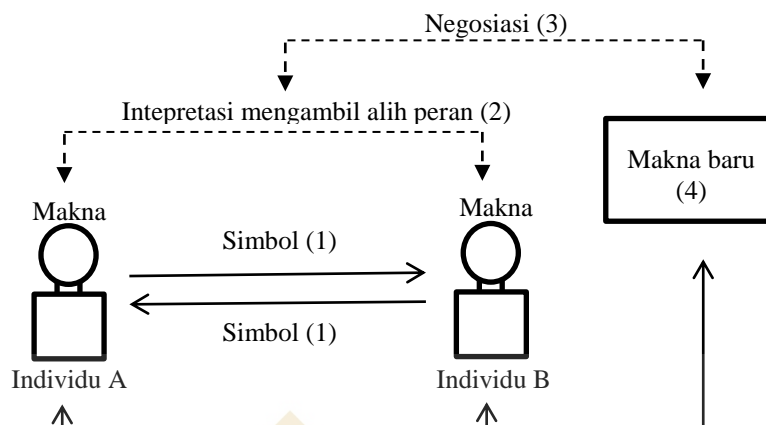 Negosiasi (3)
Intepretasi mengambil alih peran (2)
Makna baru
(4)
Makna
Makna
Simbol (1)
Simbol (1)
Individu A
Individu B